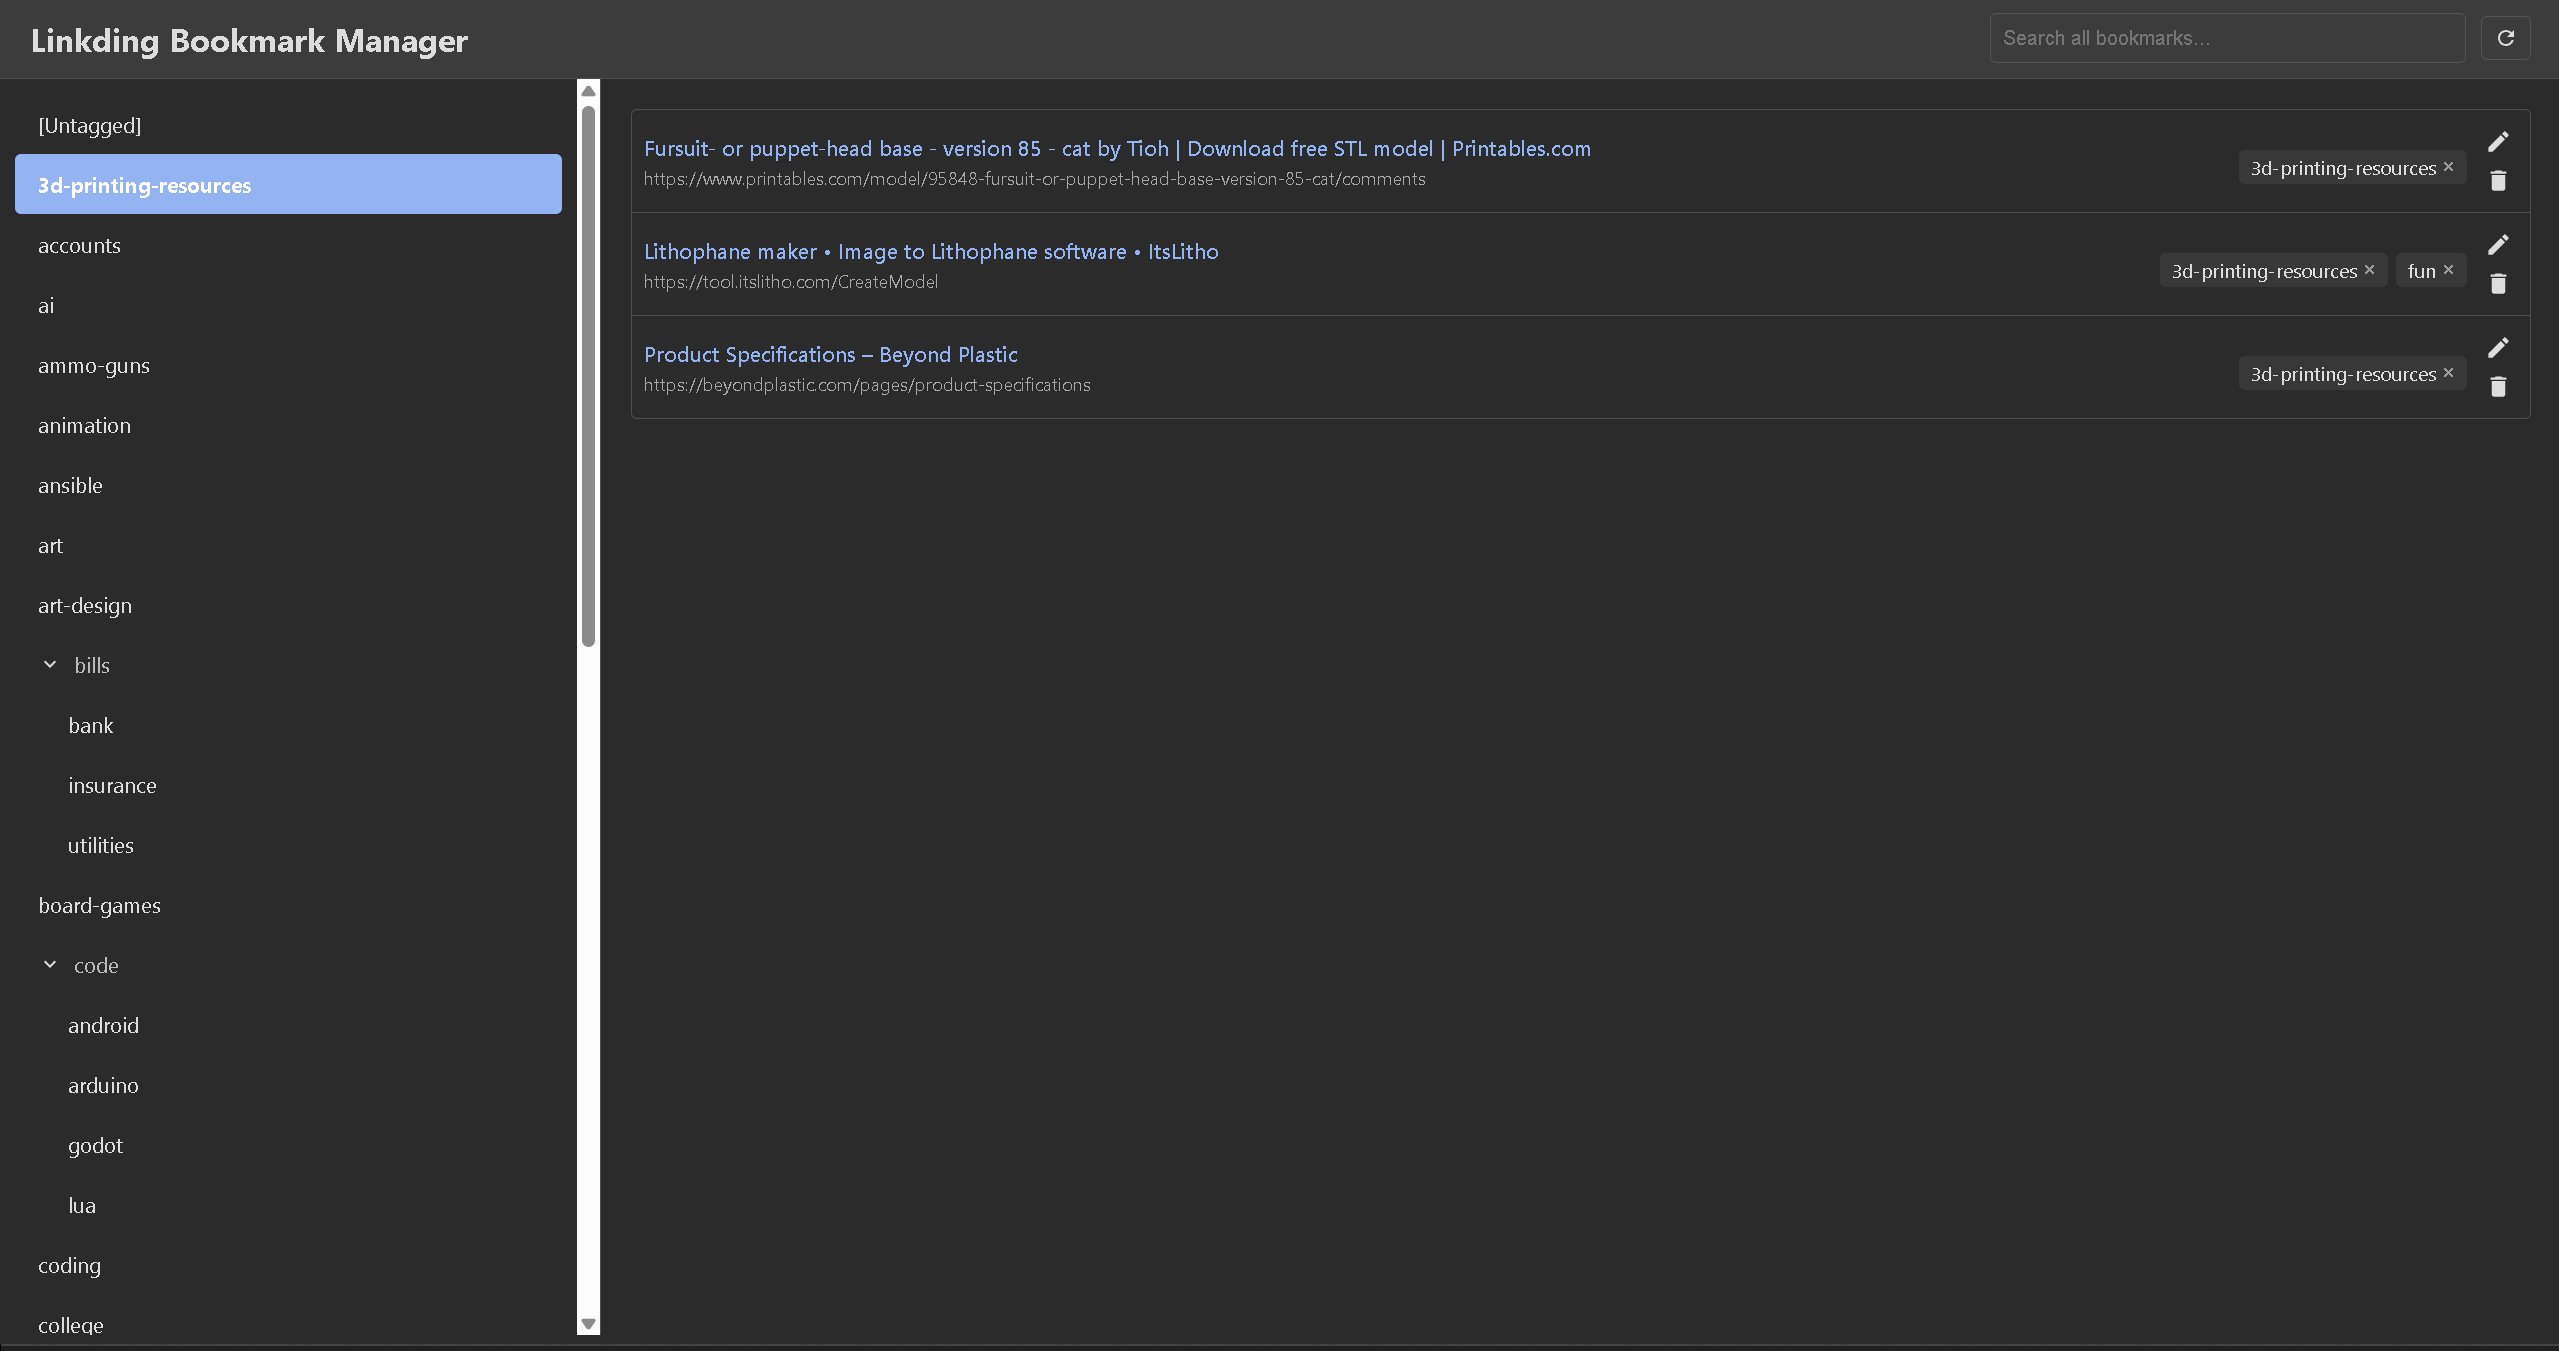 Linkding Bookmark Manager
Search all bookmarks...
[Untagged]
3d-printing-resources
accounts
ai
ammo-guns
animation
ansible
art
art-design
bills
bank
insurance
utilities
board-games
code
android
arduino
godot
lua
coding
college
Fursuit- or puppet-head base - version 85 - cat by Tioh | Download free STL model | Printables.com
https://www.printables.com/model/95848-fursuit-or-puppet-head-base-version-85-cat/comments
3d-printing-resources ×
Lithophane maker • Image to Lithophane software • ItsLitho
https://tool.itslitho.com/CreateModel
3d-printing-resources × fun ×
Product Specifications – Beyond Plastic
https://beyondplastic.com/pages/product-specifications
3d-printing-resources ×